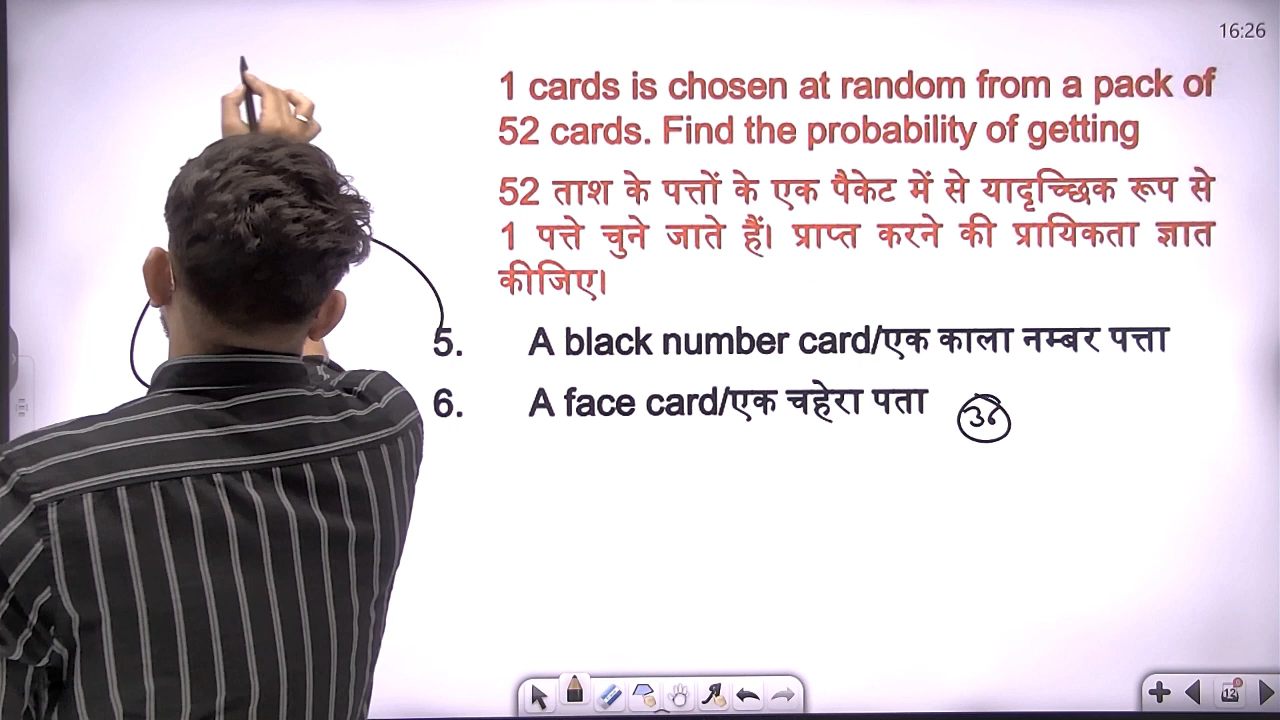 16:26
1 cards is chosen at random from a pack of
52 cards. Find the probability of getting
52 ताश के पत्तों के एक पैकेट में से यादृच्छिक रूप से
1 पत्ते चुने जाते हैं। प्राप्त करने की प्रायिकता ज्ञात
कीजिए।
5. A black number card/एक काला नम्बर पत्ता
6. A face card/एक चहेरा पता
12